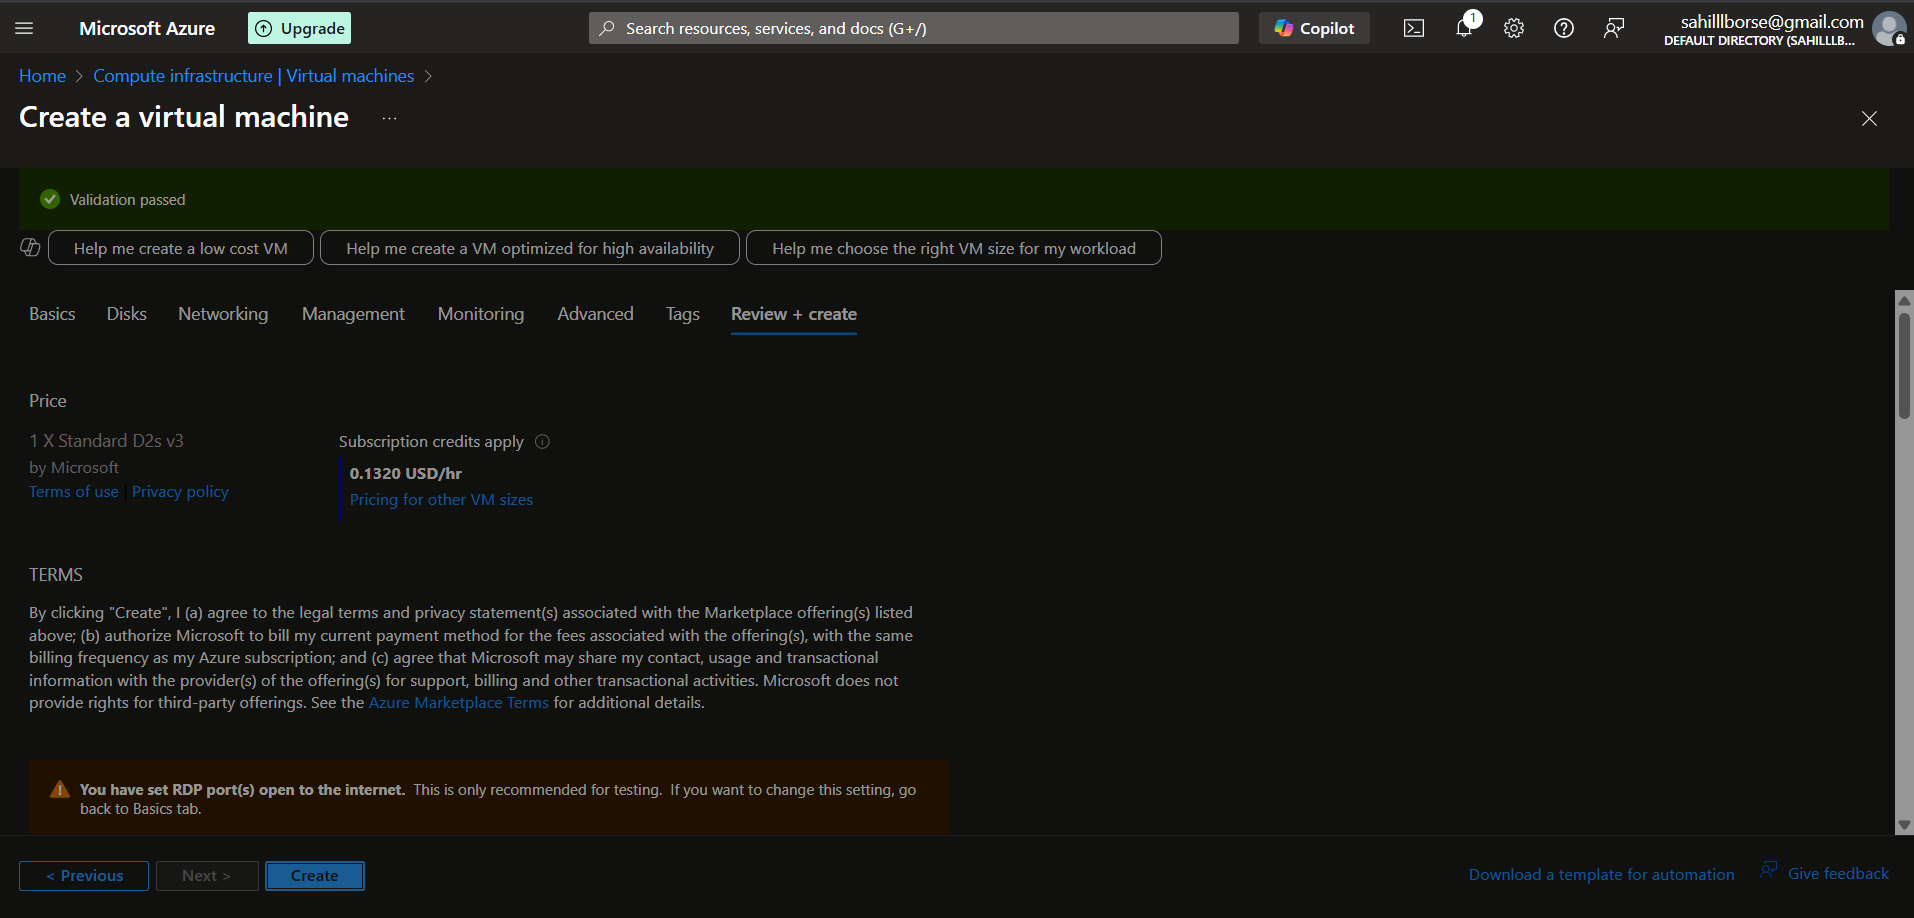 Microsoft Azure
Upgrade
Search resources, services, and docs (G+/)
Copilot
1
sahilllborse@gmail.com
DEFAULT DIRECTORY (SAHILLLB...
Home > Compute infrastructure | Virtual machines >
Create a virtual machine ...
Validation passed
Help me create a low cost VM
Help me create a VM optimized for high availability
Help me choose the right VM size for my workload
Basics Disks Networking Management Monitoring Advanced Tags Review + create
Price
1 X Standard D2s v3
by Microsoft
Terms of use | Privacy policy
Subscription credits apply
0.1320 USD/hr
Pricing for other VM sizes
TERMS
By clicking "Create", I (a) agree to the legal terms and privacy statement(s) associated with the Marketplace offering(s) listed
above; (b) authorize Microsoft to bill my current payment method for the fees associated with the offering(s), with the same
billing frequency as my Azure subscription; and (c) agree that Microsoft may share my contact, usage and transactional
information with the provider(s) of the offering(s) for support, billing and other transactional activities. Microsoft does not
provide rights for third-party offerings. See the Azure Marketplace Terms for additional details.
You have set RDP port(s) open to the internet. This is only recommended for testing. If you want to change this setting, go
back to Basics tab.
< Previous
Next >
Create
Download a template for automation
Give feedback